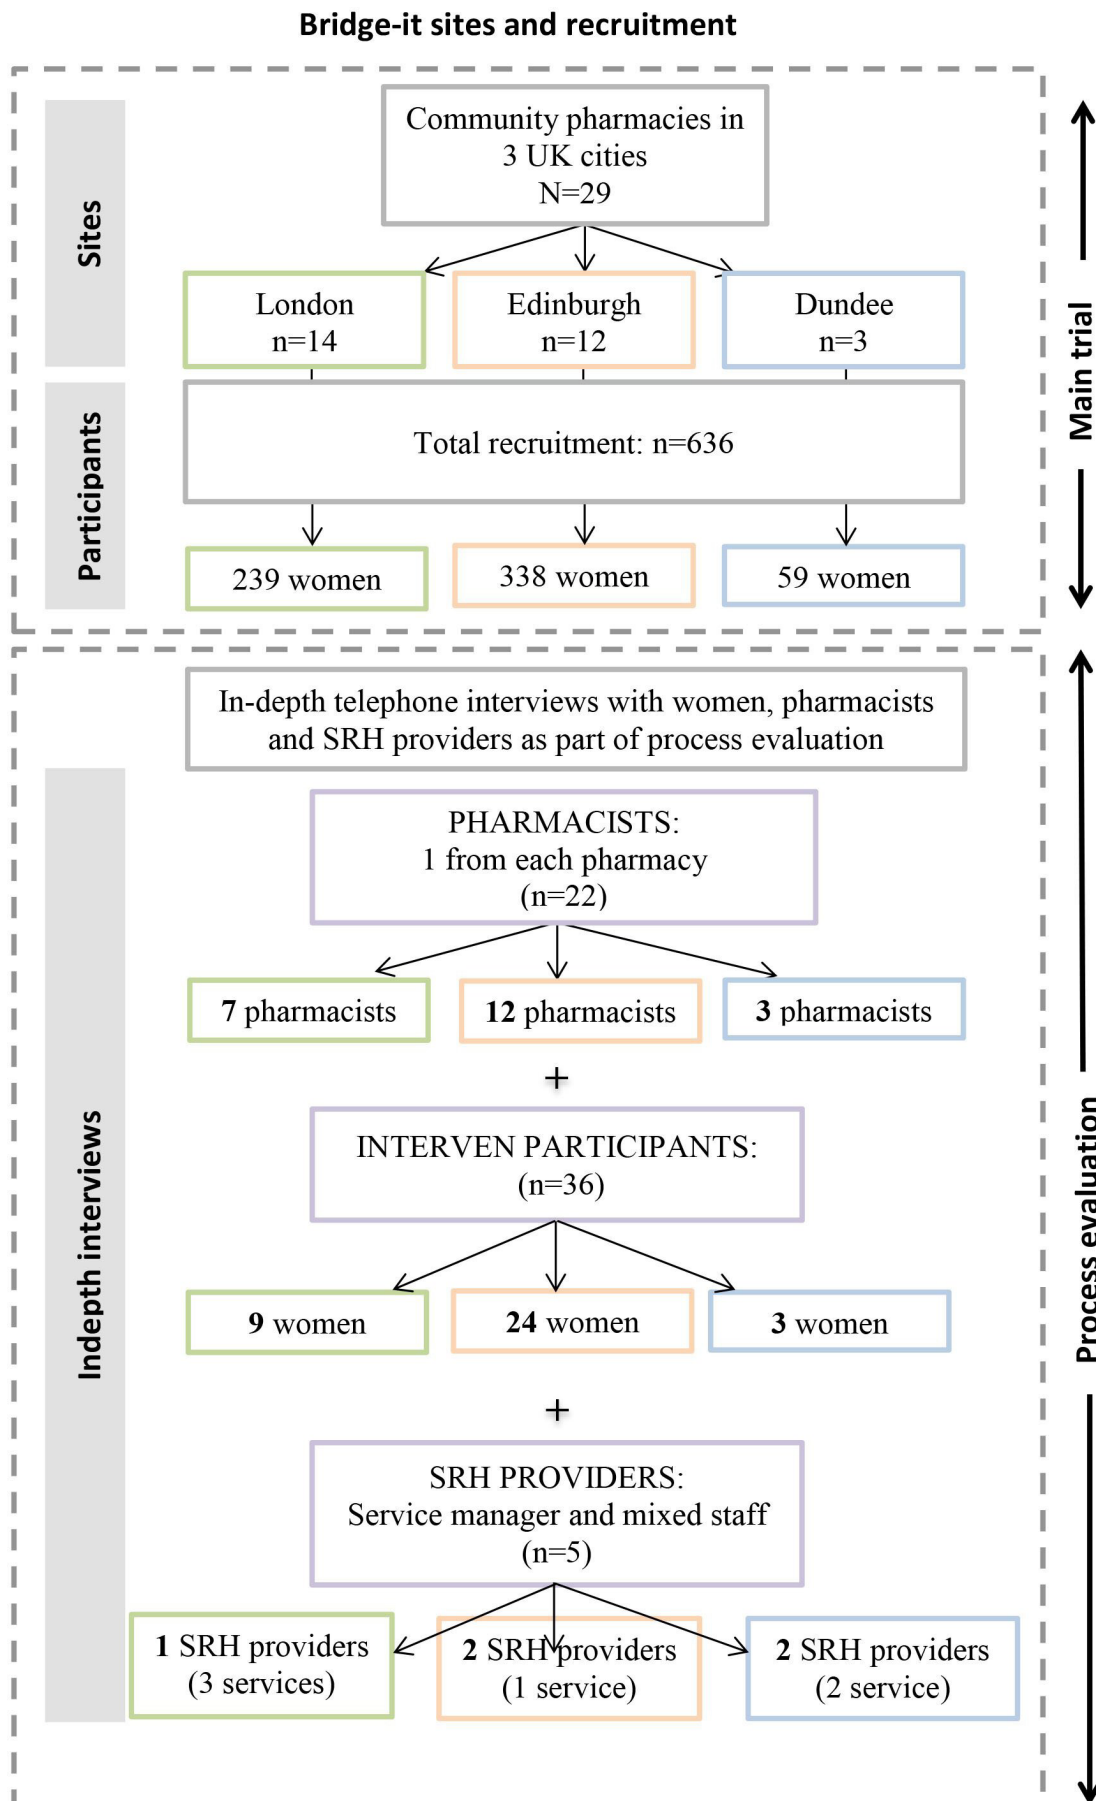 Bridge-it sites and recruitment
Sites
Community pharmacies in
3 UK cities
N=29
London
n=14
Edinburgh
n=12
Dundee
n=3
Main trial
Participants
Total recruitment: n=636
239 women
338 women
59 women
In-depth telephone interviews with women, pharmacists
and SRH providers as part of process evaluation
Indepth interviews
PHARMACISTS:
1 from each pharmacy
(n=22)
7 pharmacists
12 pharmacists
3 pharmacists
+
INTERVEN PARTICIPANTS:
(n=36)
Process evaluation
9 women
24 women
3 women
+
SRH PROVIDERS:
Service manager and mixed staff
(n=5)
1 SRH providers
(3 services)
2 SRH providers
(1 service)
2 SRH providers
(2 service)